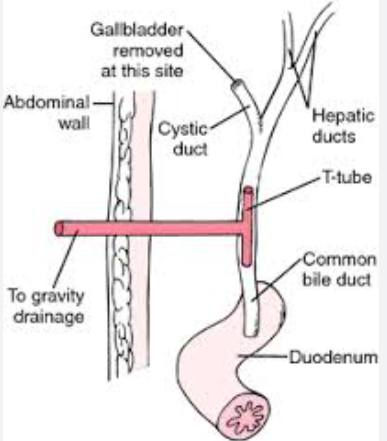 Gallbladder
removed
at this site
Abdominal
wall
Cystic
duct
Hepatic
ducts
T-tube
To gravity
drainage
Common
bile duct
Duodenum